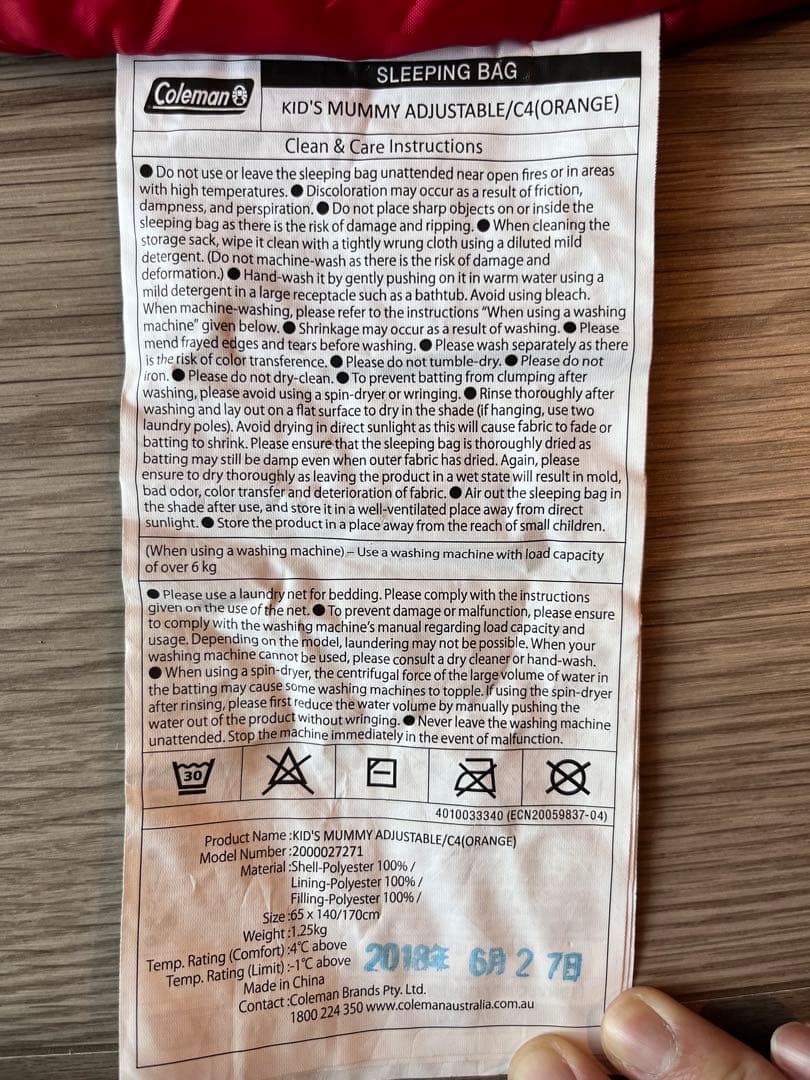 Coleman
SLEEPING BAG
KID'S MUMMY ADJUSTABLE/C4(ORANGE)
Clean & Care Instructions
● Do not use or leave the sleeping bag unattended near open fires or in areas
with high temperatures. ● Discoloration may occur as a result of friction,
dampness, and perspiration. ● Do not place sharp objects on or inside the
sleeping bag as there is the risk of damage and ripping. ● When cleaning the
storage sack, wipe it clean with a tightly wrung cloth using a diluted mild
detergent. (Do not machine-wash as there is the risk of damage and
deformation.) ● Hand-wash it by gently pushing on it in warm water using a
mild detergent in a large receptacle such as a bathtub. Avoid using bleach.
When machine-washing, please refer to the instructions "When using a washing
machine" given below. ● Shrinkage may occur as a result of washing. ● Please
mend frayed edges and tears before washing. ● Please wash separately as there
is the risk of color transference. ● Please do not tumble-dry. ● Please do not
iron. ● Please do not dry-clean. ● To prevent batting from clumping after
washing, please avoid using a spin-dryer or wringing. ● Rinse thoroughly after
washing and lay out on a flat surface to dry in the shade (if hanging, use two
laundry poles). Avoid drying in direct sunlight as this will cause fabric to fade or
batting to shrink. Please ensure that the sleeping bag is thoroughly dried as
batting may still be damp even when outer fabric has dried. Again, please
ensure to dry thoroughly as leaving the product in a wet state will result in mold,
bad odor, color transfer and deterioration of fabric. ● Air out the sleeping bag in
the shade after use, and store it in a well-ventilated place away from direct
sunlight. ● Store the product in a place away from the reach of small children.
(When using a washing machine) – Use a washing machine with load capacity
of over 6 kg
● Please use a laundry net for bedding. Please comply with the instructions
given on the use of the net. ● To prevent damage or malfunction, please ensure
to comply with the washing machine's manual regarding load capacity and
usage. Depending on the model, laundering may not be possible. When your
washing machine cannot be used, please consult a dry cleaner or hand-wash.
● When using a spin-dryer, the centrifugal force of the large volume of water in
the batting may cause some washing machines to topple. If using the spin-dryer
after rinsing, please first reduce the water volume by manually pushing the
water out of the product without wringing. ● Never leave the washing machine
unattended. Stop the machine immediately in the event of malfunction.
30
4010033340 (ECN20059837-04)
Product Name :KID'S MUMMY ADJUSTABLE/C4(ORANGE)
Model Number :2000027271
Material :Shell-Polyester 100% /
Lining-Polyester 100% /
Filling-Polyester 100% /
Size :65 x 140/170cm
Weight :1.25kg
Temp. Rating (Comfort) :4℃ above
Temp. Rating (Limit) :-1℃ above
2018年 6月27日
Made in China
Contact :Coleman Brands Pty. Ltd.
1800 224 350 www.colemanaustralia.com.au